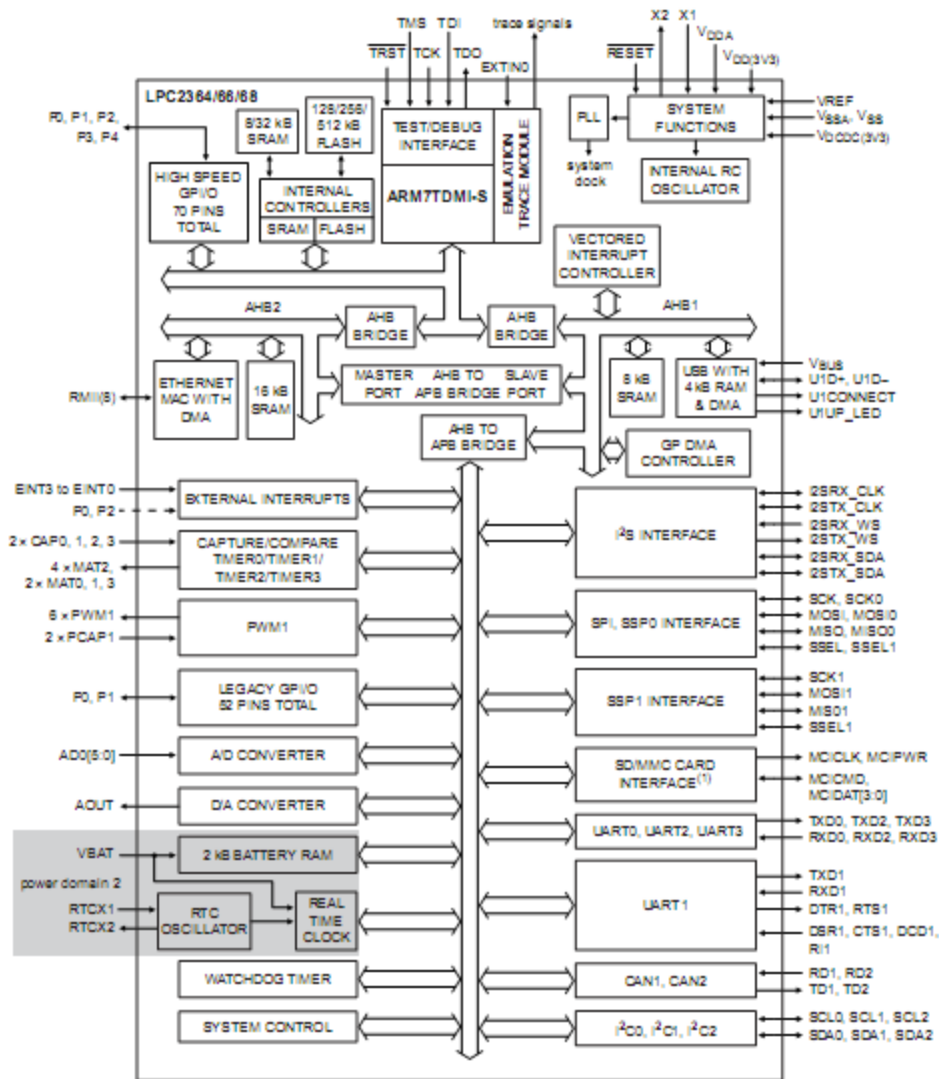 X2 X1
TMS TDI trace signals
VDDA
TRST TCK TDO
RESET VDD(3V3)
EXTIN0
LPC2364/66/68
P0, P1, P2,
P3, P4
8/32 kB
SRAM
128/256/
512 kB
FLASH
TEST/DEBUG
INTERFACE
EMULATION
TRACE MODULE
PLL
SYSTEM
FUNCTIONS
VREF
VSSA, VSS
VDCDC(3V3)
system
clock
INTERNAL RC
OSCILLATOR
HIGH SPEED
GPI/O
70 PINS
TOTAL
INTERNAL
CONTROLLERS
SRAM FLASH
ARM7TDMI-S
VECTORED
INTERRUPT
CONTROLLER
AHB2
AHB
BRIDGE
AHB
BRIDGE
AHB1
RMII(8)
ETHERNET
MAC WITH
DMA
16 kB
SRAM
MASTER AHB TO SLAVE
PORT APB BRIDGE PORT
8 kB
SRAM
USB WITH
4 kB RAM
& DMA
VBUS
U1D+, U1D−
U1CONNECT
U1UP_LED
AHB TO
APB BRIDGE
GP DMA
CONTROLLER
EINT3 to EINT0
P0, P2
EXTERNAL INTERRUPTS
I2S INTERFACE
I2SRX_CLK
I2STX_CLK
I2SRX_WS
I2STX_WS
I2SRX_SDA
I2STX_SDA
2 x CAP0, 1, 2, 3
4 x MAT2,
2 x MAT0, 1, 3
CAPTURE/COMPARE
TIMER0/TIMER1/
TIMER2/TIMER3
6 x PWM1
2 x PCAP1
PWM1
SPI, SSP0 INTERFACE
SCK, SCK0
MOSI, MOSI0
MISO, MISO0
SSEL, SSEL1
P0, P1
LEGACY GPI/O
52 PINS TOTAL
SSP1 INTERFACE
SCK1
MOSI1
MIS01
SSEL1
AD0[5:0]
A/D CONVERTER
SD/MMC CARD
INTERFACE(1)
MCICLK, MCIPWR
MCICMD,
MCIDAT[3:0]
AOUT
D/A CONVERTER
UART0, UART2, UART3
TXD0, TXD2, TXD3
RXD0, RXD2, RXD3
VBAT
2 kB BATTERY RAM
power domain 2
RTCX1
RTCX2
RTC
OSCILLATOR
REAL
TIME
CLOCK
UART1
TXD1
RXD1
DTR1, RTS1
DSR1, CTS1, DCD1,
RI1
WATCHDOG TIMER
CAN1, CAN2
RD1, RD2
TD1, TD2
SYSTEM CONTROL
I2C0, I2C1, I2C2
SCL0, SCL1, SCL2
SDA0, SDA1, SDA2